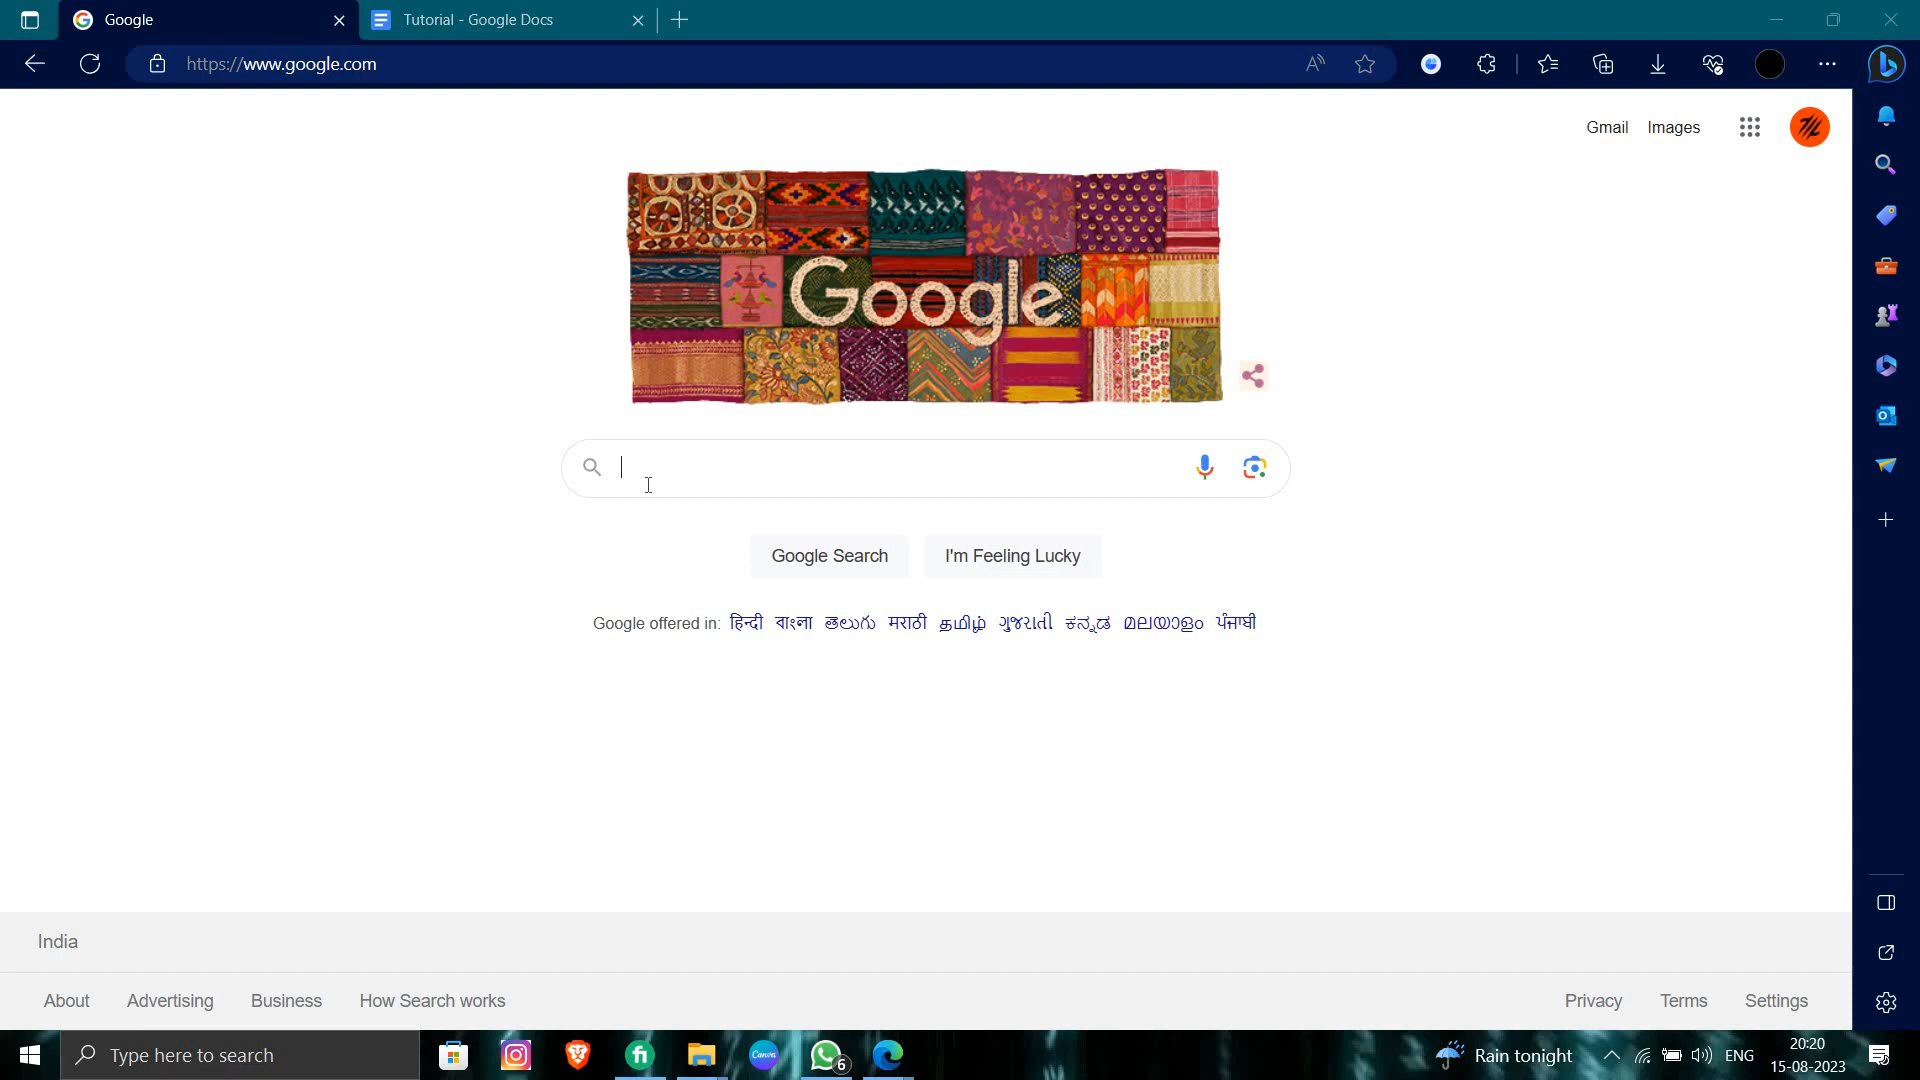 Google
Tutorial - Google Docs
https://www.google.com
Gmail Images
Google
Google Search I'm Feeling Lucky
Google offered in: हिन्दी বাংলা తెలుగు मराठी தமிழ் ગુજરાતી ಕನ್ನಡ മലയാളം ਪੰਜਾਬੀ
India
About Advertising Business How Search works Privacy Terms Settings
Type here to search Canva 6 Rain tonight ENG 20:20
15-08-2023